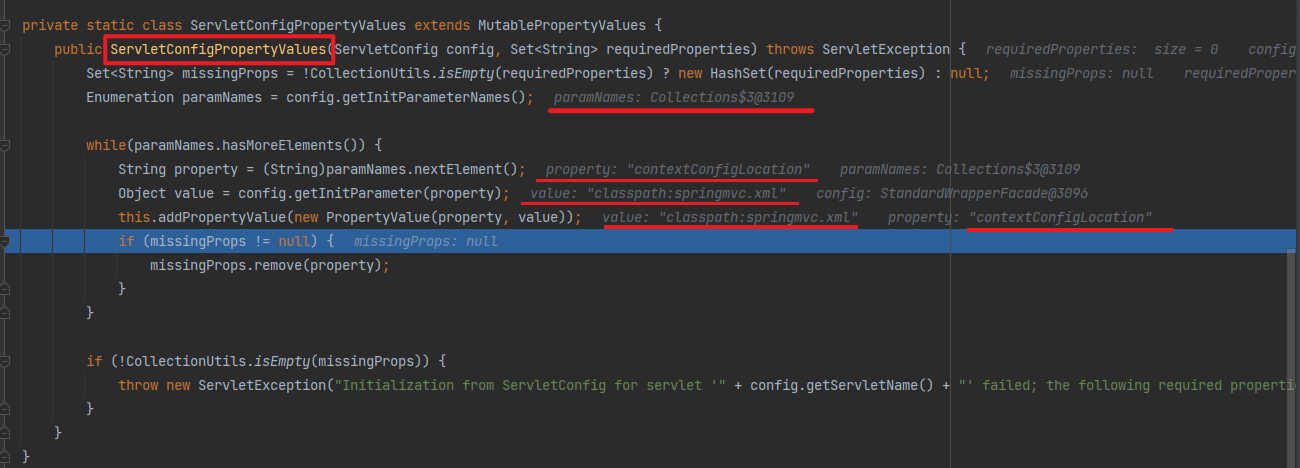 private static class ServletConfigPropertyValues extends MutablePropertyValues {
public ServletConfigPropertyValues(ServletConfig config, Set<String> requiredProperties) throws ServletException { requiredProperties: size = 0 config
Set<String> missingProps = !CollectionUtils.isEmpty(requiredProperties) ? new HashSet(requiredProperties) : null; missingProps: null requiredProper
Enumeration paramNames = config.getInitParameterNames(); paramNames: Collections$3@3109
while(paramNames.hasMoreElements()) {
String property = (String)paramNames.nextElement(); property: "contextConfigLocation" paramNames: Collections$3@3109
Object value = config.getInitParameter(property); value: "classpath:springmvc.xml" config: StandardWrapperFacade@3096
this.addPropertyValue(new PropertyValue(property, value)); value: "classpath:springmvc.xml" property: "contextConfigLocation"
if (missingProps != null) { missingProps: null
missingProps.remove(property);
}
}
if (!CollectionUtils.isEmpty(missingProps)) {
throw new ServletException("Initialization from ServletConfig for servlet '" + config.getServletName() + "' failed; the following required properti
}
}
}